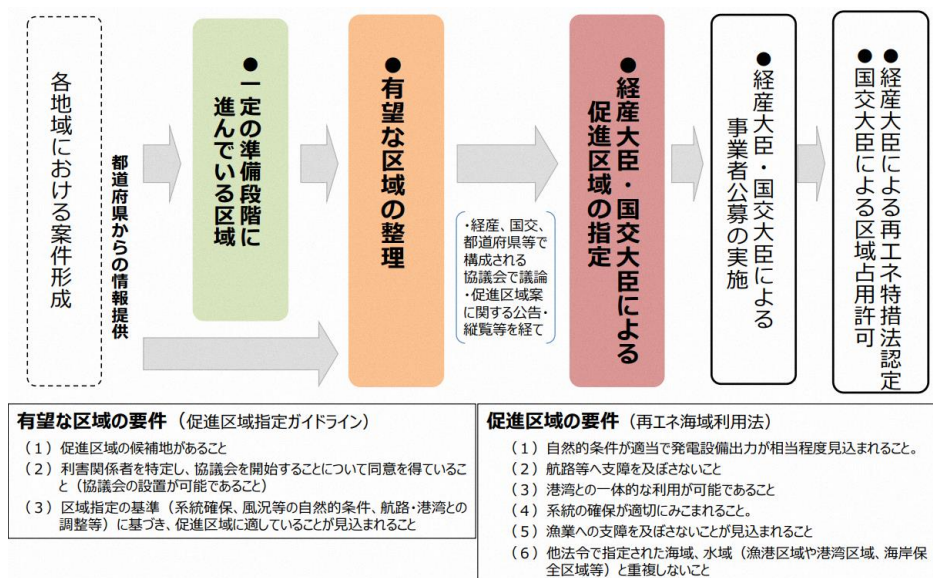 各地域における案件形成
都道府県からの情報提供
●一定の準備段階に
進んでいる区域
●有望な区域の整理
・経産、国交、
都道府県等で
構成される
協議会で議論
・促進区域案
に関する公告・
縦覧等を経て
●経産大臣・国交大臣による
促進区域の指定
●経産大臣・国交大臣による
事業者公募の実施
●経産大臣による再エネ特措法認定
●国交大臣による区域占用許可
有望な区域の要件（促進区域指定ガイドライン）
（1）促進区域の候補地があること
（2）利害関係者を特定し、協議会を開始することについて同意を得ているこ
と（協議会の設置が可能であること）
（3）区域指定の基準（系統確保、風況等の自然的条件、航路・港湾との
調整等）に基づき、促進区域に適していることが見込まれること
促進区域の要件（再エネ海域利用法）
（1）自然的条件が適当で発電設備出力が相当程度見込まれること。
（2）航路等へ支障を及ぼさないこと
（3）港湾との一体的な利用が可能であること
（4）系統の確保が適切にみこまれること。
（5）漁業への支障を及ぼさないことが見込まれること
（6）他法令で指定された海域、水域（漁港区域や港湾区域、海岸保
全区域等）と重複しないこと